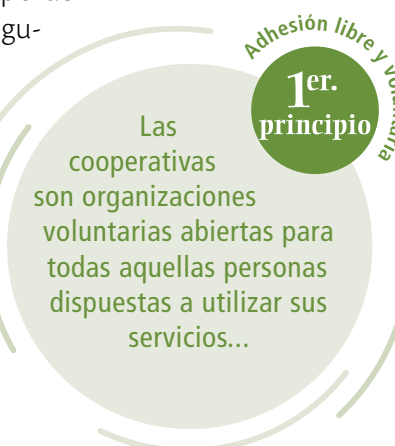 gu-
Adhesión libre y voluntaria
1er.
principio
Las
cooperativas
son organizaciones
voluntarias abiertas para
todas aquellas personas
dispuestas a utilizar sus
servicios...